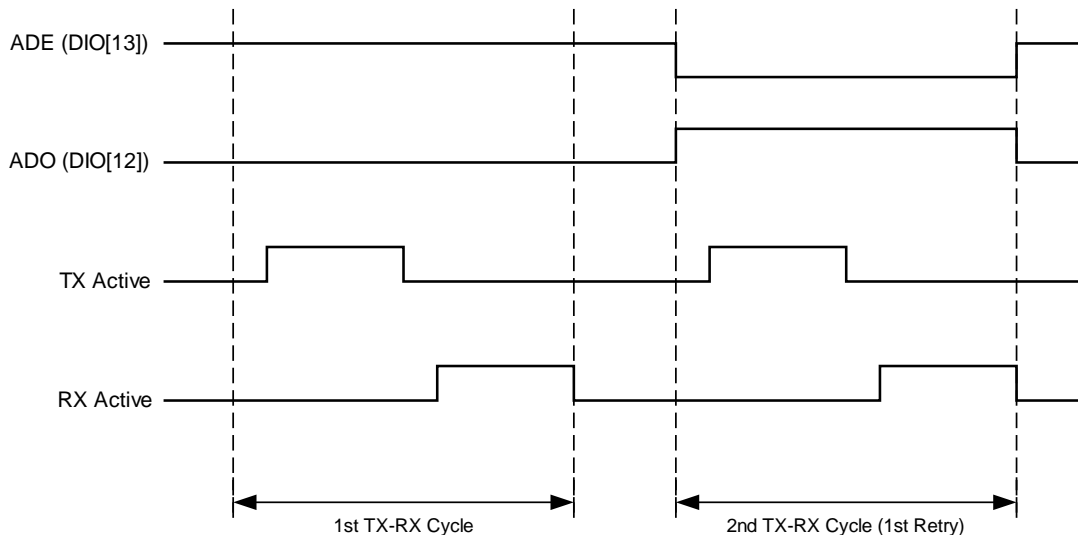 ADE (DIO[13])
ADO (DIO[12])
TX Active
RX Active
1st TX-RX Cycle
2nd TX-RX Cycle (1st Retry)